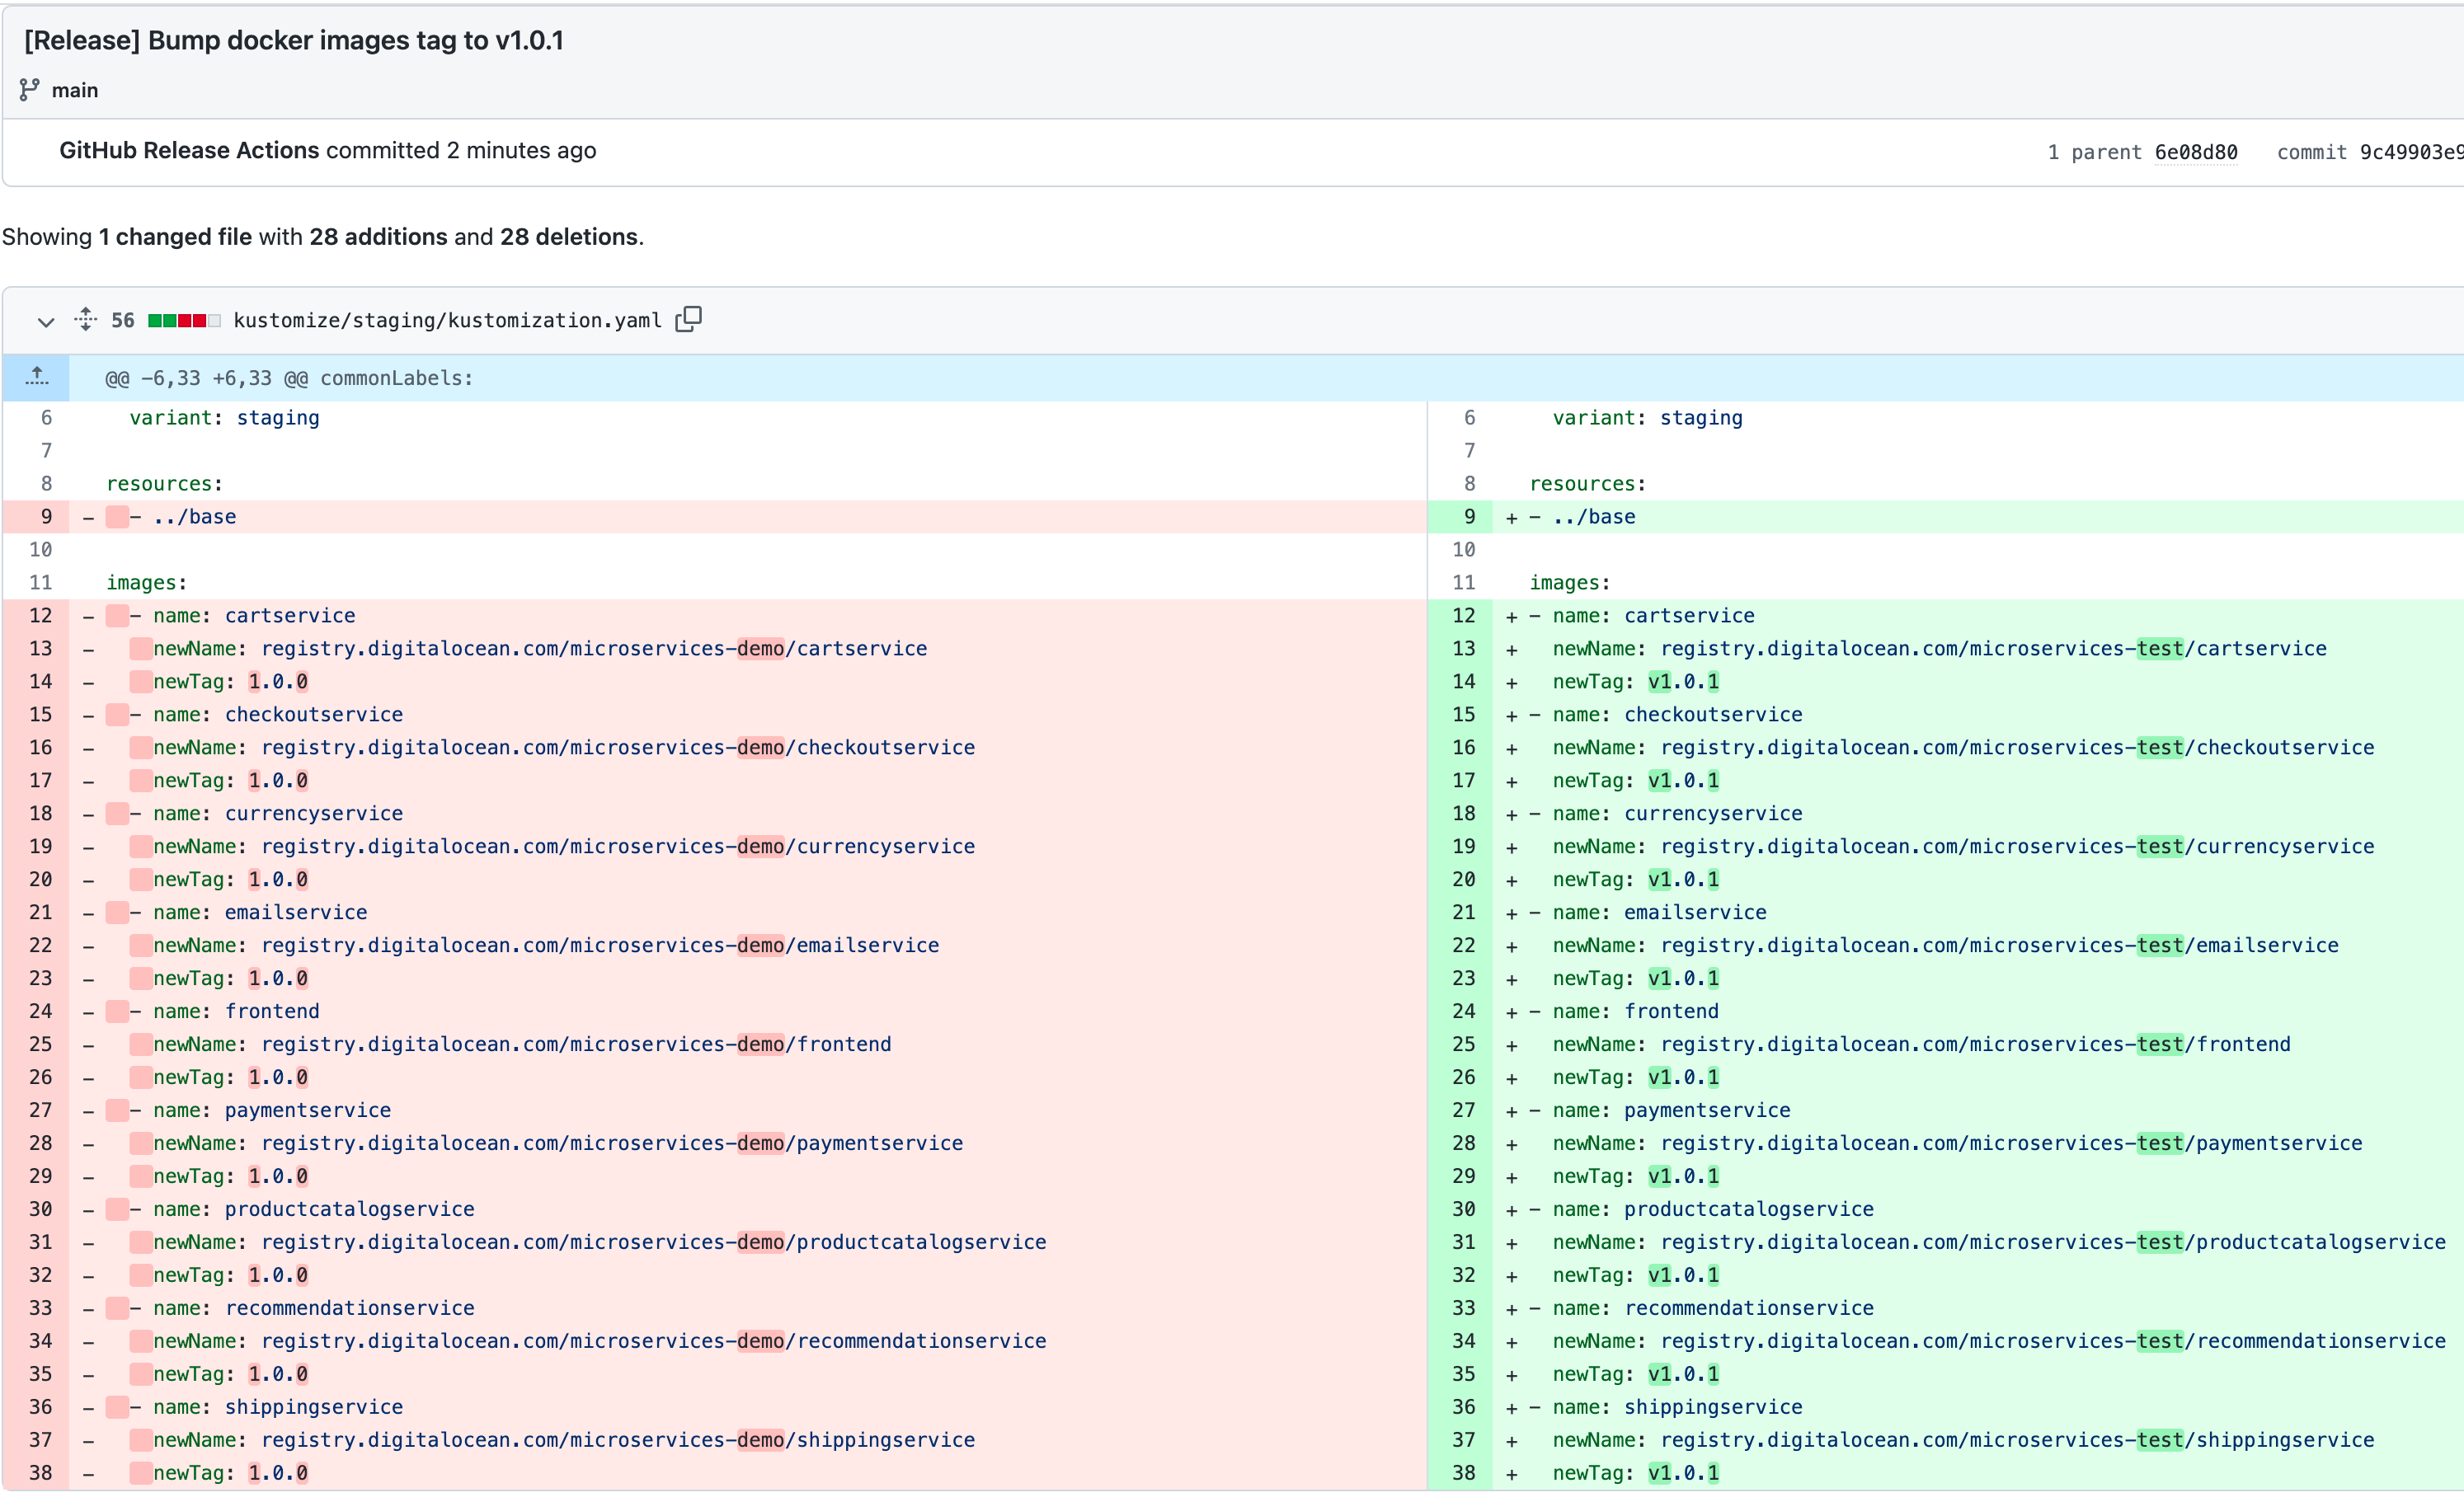 [Release] Bump docker images tag to v1.0.1
main
GitHub Release Actions committed 2 minutes ago 1 parent 6e08d80 commit 9c49903e9
Showing 1 changed file with 28 additions and 28 deletions.
56 kustomize/staging/kustomization.yaml
@@ -6,33 +6,33 @@ commonLabels:
6 variant: staging 6 variant: staging
7 7
8 resources: 8 resources:
9 - - ../base 9 + - ../base
10 10
11 images: 11 images:
12 - - name: cartservice 12 + - name: cartservice
13 - newName: registry.digitalocean.com/microservices-demo/cartservice 13 + newName: registry.digitalocean.com/microservices-test/cartservice
14 - newTag: 1.0.0 14 + newTag: v1.0.1
15 - - name: checkoutservice 15 + - name: checkoutservice
16 - newName: registry.digitalocean.com/microservices-demo/checkoutservice 16 + newName: registry.digitalocean.com/microservices-test/checkoutservice
17 - newTag: 1.0.0 17 + newTag: v1.0.1
18 - - name: currencyservice 18 + - name: currencyservice
19 - newName: registry.digitalocean.com/microservices-demo/currencyservice 19 + newName: registry.digitalocean.com/microservices-test/currencyservice
20 - newTag: 1.0.0 20 + newTag: v1.0.1
21 - - name: emailservice 21 + - name: emailservice
22 - newName: registry.digitalocean.com/microservices-demo/emailservice 22 + newName: registry.digitalocean.com/microservices-test/emailservice
23 - newTag: 1.0.0 23 + newTag: v1.0.1
24 - - name: frontend 24 + - name: frontend
25 - newName: registry.digitalocean.com/microservices-demo/frontend 25 + newName: registry.digitalocean.com/microservices-test/frontend
26 - newTag: 1.0.0 26 + newTag: v1.0.1
27 - - name: paymentservice 27 + - name: paymentservice
28 - newName: registry.digitalocean.com/microservices-demo/paymentservice 28 + newName: registry.digitalocean.com/microservices-test/paymentservice
29 - newTag: 1.0.0 29 + newTag: v1.0.1
30 - - name: productcatalogservice 30 + - name: productcatalogservice
31 - newName: registry.digitalocean.com/microservices-demo/productcatalogservice 31 + newName: registry.digitalocean.com/microservices-test/productcatalogservice
32 - newTag: 1.0.0 32 + newTag: v1.0.1
33 - - name: recommendationservice 33 + - name: recommendationservice
34 - newName: registry.digitalocean.com/microservices-demo/recommendationservice 34 + newName: registry.digitalocean.com/microservices-test/recommendationservice
35 - newTag: 1.0.0 35 + newTag: v1.0.1
36 - - name: shippingservice 36 + - name: shippingservice
37 - newName: registry.digitalocean.com/microservices-demo/shippingservice 37 + newName: registry.digitalocean.com/microservices-test/shippingservice
38 - newTag: 1.0.0 38 + newTag: v1.0.1